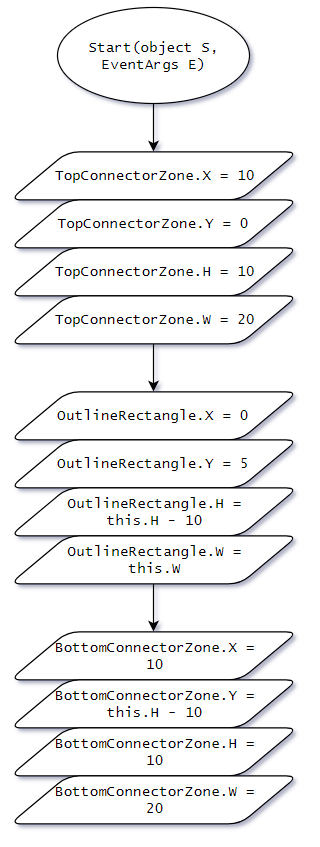 Start(object S,
EventArgs E)
TopConnectorZone.X = 10
TopConnectorZone.Y = 0
TopConnectorZone.H = 10
TopConnectorZone.W = 20
OutlineRectangle.X = 0
OutlineRectangle.Y = 5
OutlineRectangle.H =
this.H - 10
OutlineRectangle.W =
this.W
BottomConnectorZone.X =
10
BottomConnectorZone.Y =
this.H - 10
BottomConnectorZone.H =
10
BottomConnectorZone.W =
20